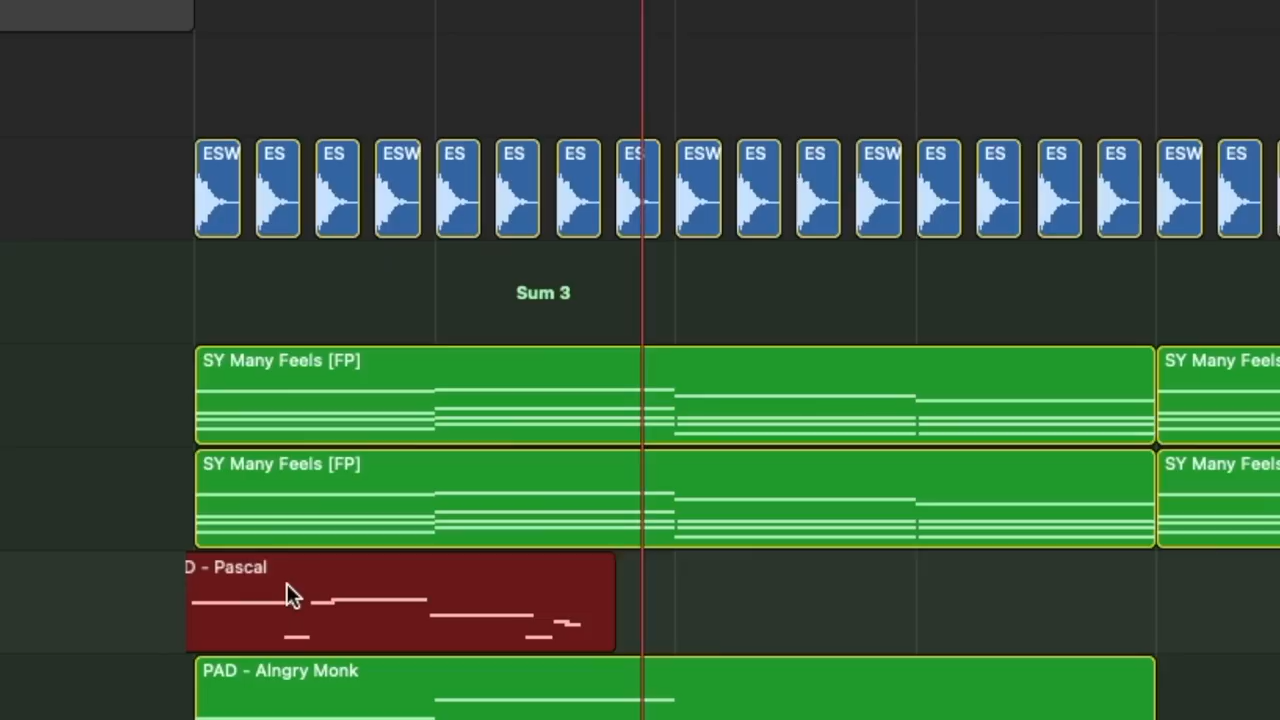 ESW ES ES ESW ES ES ES ES ESW ES ES ESW ES ES ES ES ESW ES
Sum 3
SY Many Feels [FP] SY Many Feels
SY Many Feels [FP] SY Many Feels
D - Pascal
PAD - Alngry Monk